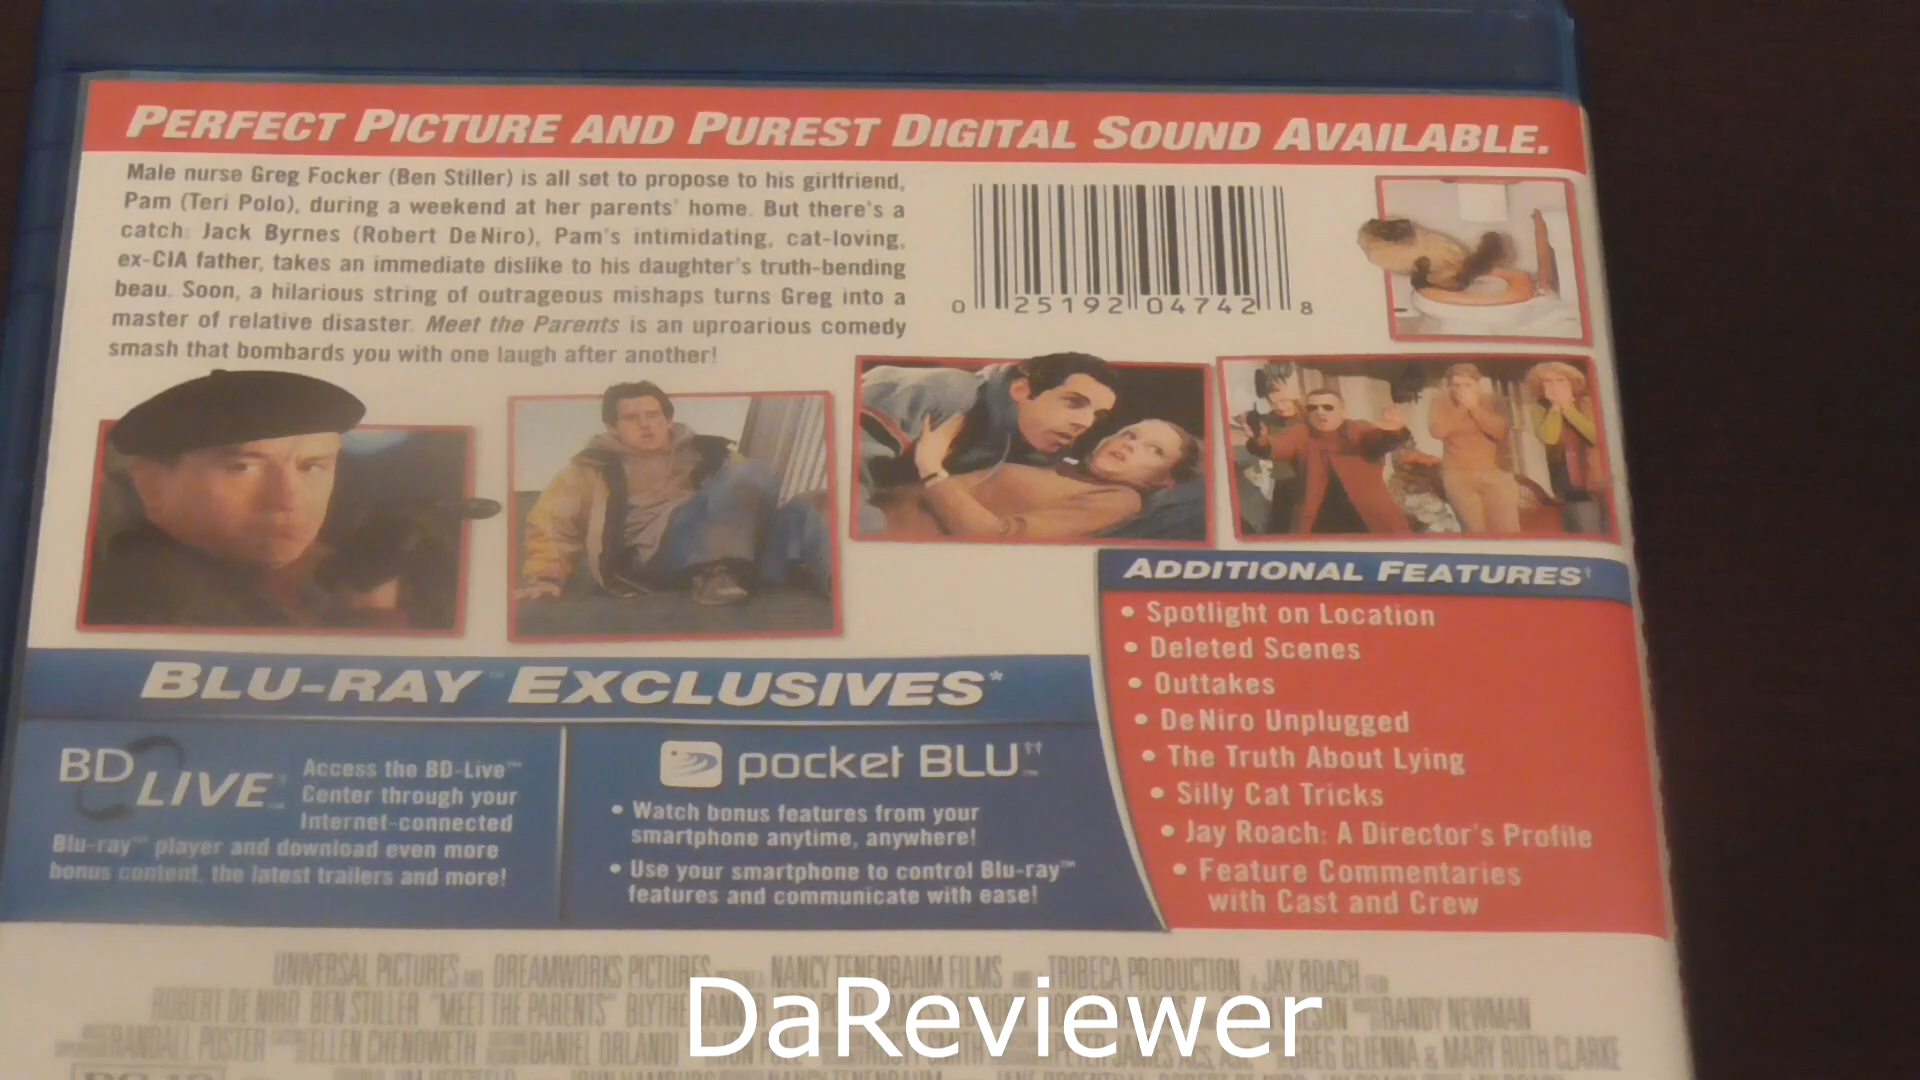 PERFECT PICTURE AND PUREST DIGITAL SOUND AVAILABLE.
Male nurse Greg Focker (Ben Stiller) is all set to propose to his girlfriend,
Pam (Teri Polo), during a weekend at her parents' home. But there's a
catch: Jack Byrnes (Robert De Niro), Pam's intimidating, cat-loving,
ex-CIA father, takes an immediate dislike to his daughter's truth-bending
beau. Soon, a hilarious string of outrageous mishaps turns Greg into a
master of relative disaster. Meet the Parents is an uproarious comedy
smash that bombards you with one laugh after another!
0 25192 04742 8
ADDITIONAL FEATURES†
• Spotlight on Location
• Deleted Scenes
• Outtakes
• De Niro Unplugged
• The Truth About Lying
• Silly Cat Tricks
• Jay Roach: A Director's Profile
• Feature Commentaries
with Cast and Crew
BLU-RAY™ EXCLUSIVES*
BD LIVE
Access the BD-Live™
Center through your
Internet-connected
Blu-ray™ player and download even more
bonus content, the latest trailers and more!
pocket BLU††™
• Watch bonus features from your
smartphone anytime, anywhere!
• Use your smartphone to control Blu-ray™
features and communicate with ease!
UNIVERSAL PICTURES DREAMWORKS PICTURES NANCY TENENBAUM FILMS TRIBECA PRODUCTION JAY ROACH
ROBERT DE NIRO BEN STILLER "MEET THE PARENTS" BLYTHE RANDY NEWMAN
RANDALL POSTER ELLEN CHENOWETH DANIEL ORLANDI GREG GLIENNA & MARY RUTH CLARKE
DaReviewer